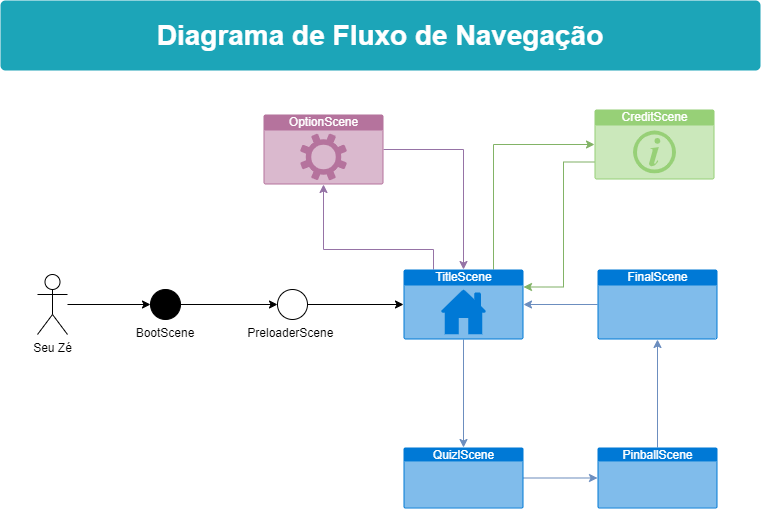 Diagrama de Fluxo de Navegação
OptionScene
CreditScene
TitleScene
FinalScene
Seu Zé
BootScene
PreloaderScene
QuizlScene
PinballScene